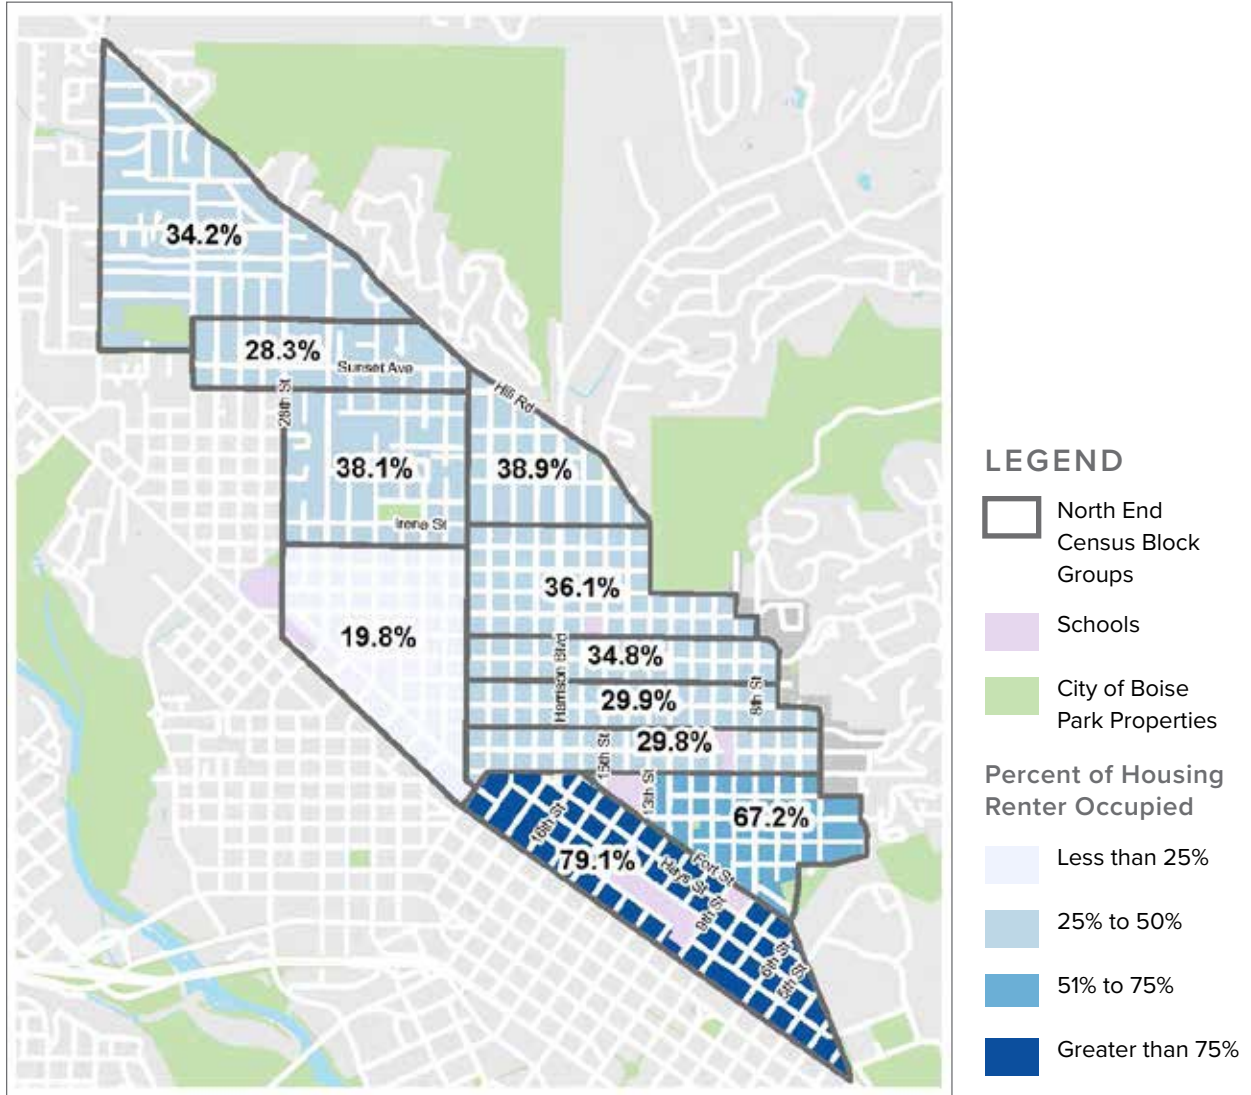 34.2%
28.3%
Sunset Ave
28th St
Hill Rd
38.1%
38.9%
Irene St
36.1%
19.8%
Harrison Blvd
34.8%
8th St
29.9%
29.8%
15th St
13th St
67.2%
16th St
79.1%
Fort St
Hays St
9th St
6th St
5th St
LEGEND
North End
Census Block
Groups
Schools
City of Boise
Park Properties
Percent of Housing
Renter Occupied
Less than 25%
25% to 50%
51% to 75%
Greater than 75%